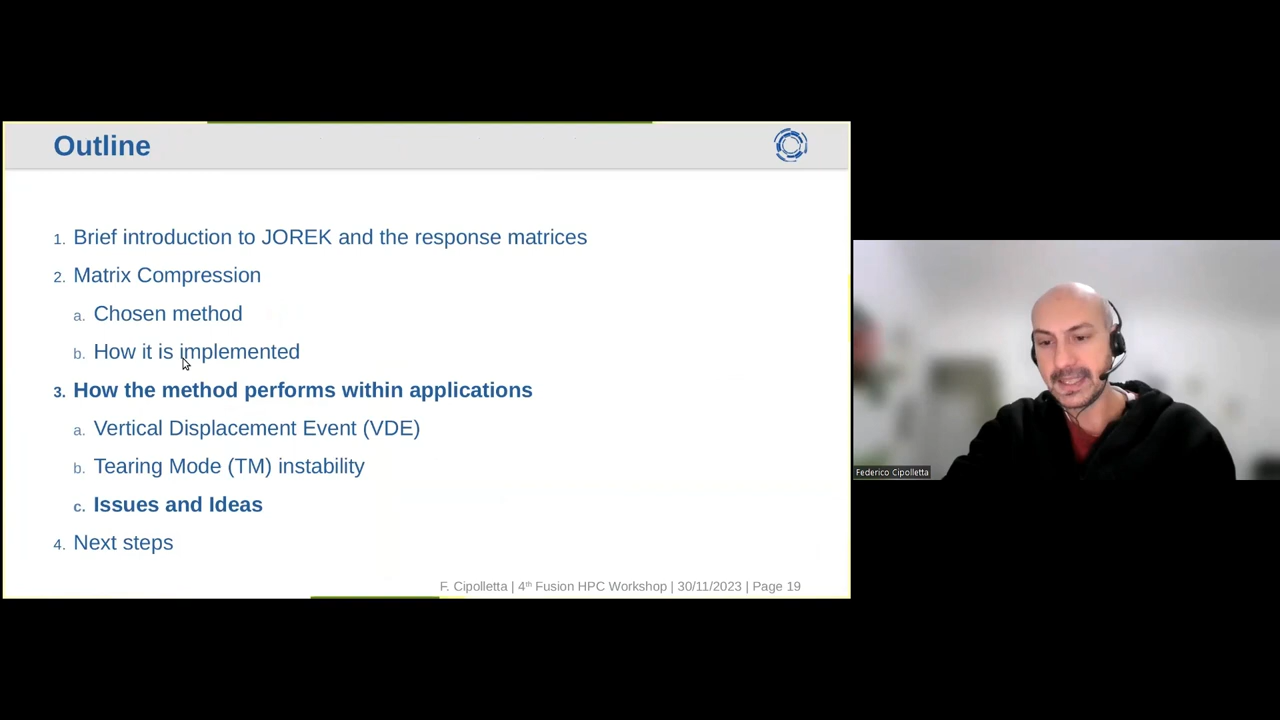 Outline
1. Brief introduction to JOREK and the response matrices
2. Matrix Compression
a. Chosen method
b. How it is implemented
3. How the method performs within applications
a. Vertical Displacement Event (VDE)
b. Tearing Mode (TM) instability
c. Issues and Ideas
4. Next steps
F. Cipolletta | 4th Fusion HPC Workshop | 30/11/2023 | Page 19
Federico Cipolletta